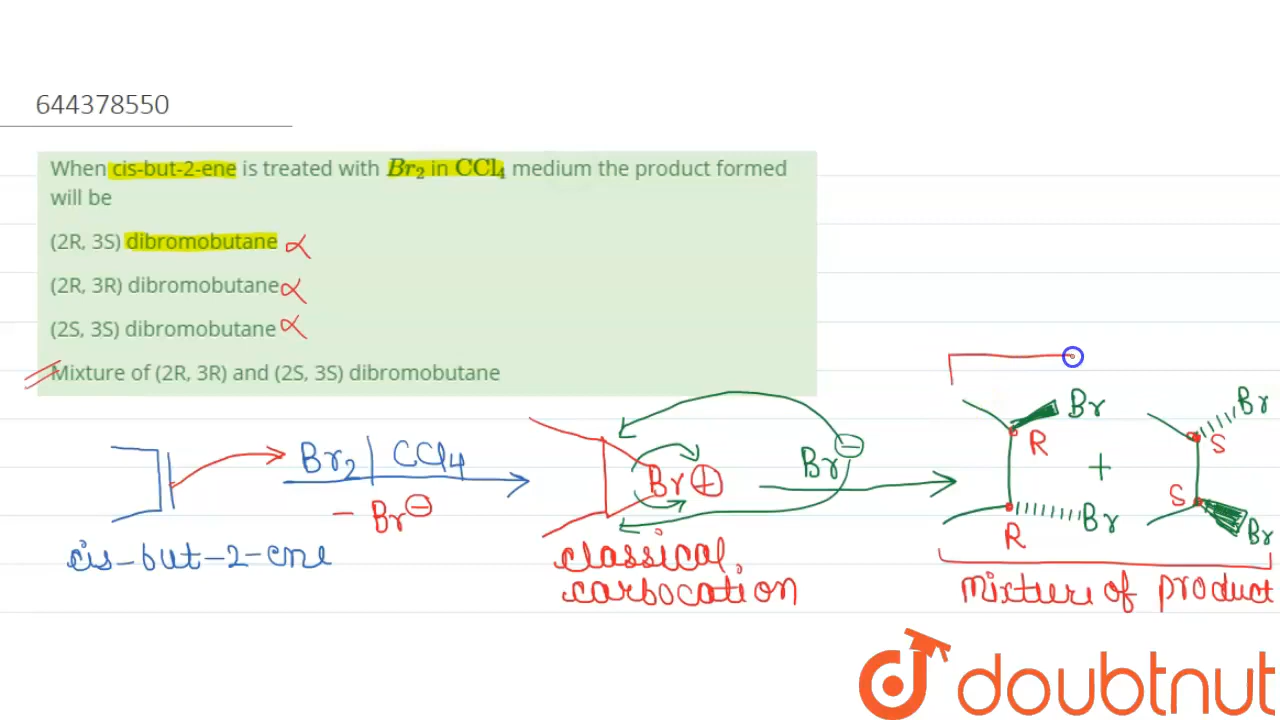 644378550
When cis-but-2-ene is treated with Br₂ in CCl₄ medium the product formed
will be
(2R, 3S) dibromobutane
(2R, 3R) dibromobutane
(2S, 3S) dibromobutane
Mixture of (2R, 3R) and (2S, 3S) dibromobutane
Br₂ | CCl₄
- Br⊖
cis-but-2-ene
Br⊕
classical
carbocation
Br⊖
Br
R
R
Br
+
Br
S
S
Br
mixture of product
doubtnut